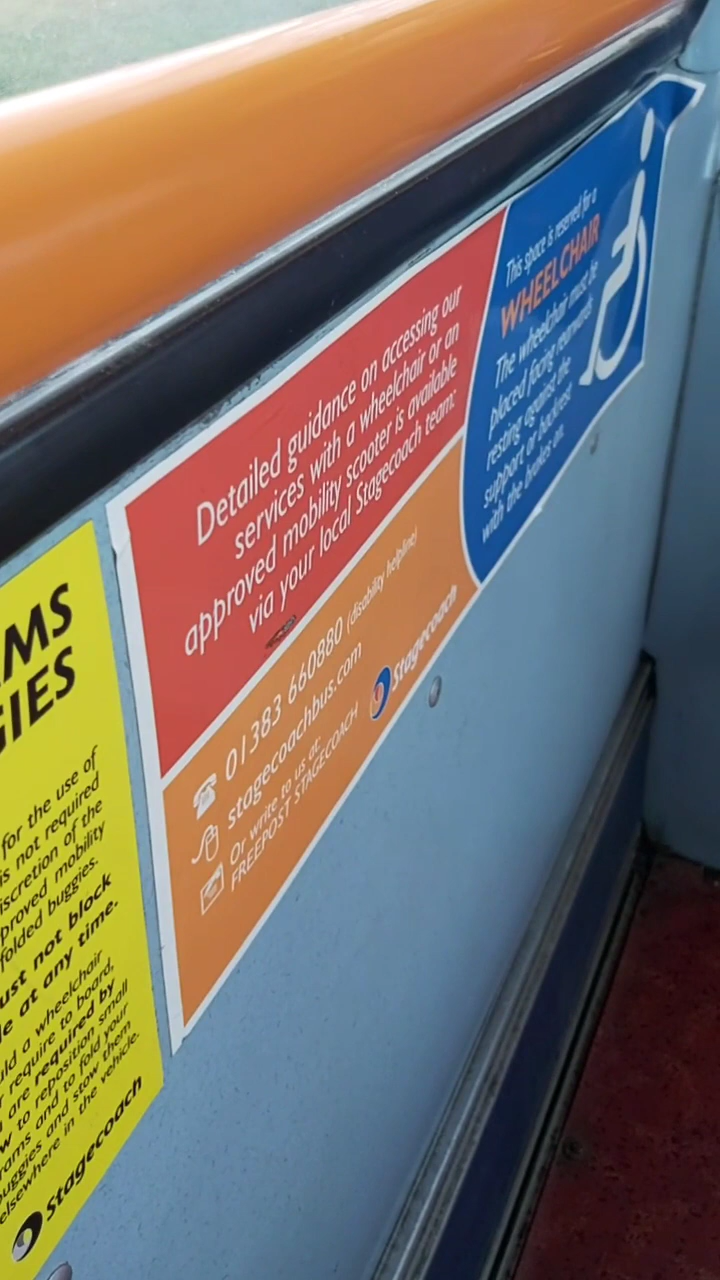 AMS
GIES
for the use of
is not required
iscretion of the
proved mobility
folded buggies.
ust not block
le at any time.
uld a wheelchair
r require to board,
are required by
w to reposition small
rams and to fold your
buggies and stow them
elsewhere in the vehicle.
Stagecoach
Detailed guidance on accessing our
services with a wheelchair or an
approved mobility scooter is available
via your local Stagecoach team:
01383 660880 (disability helpline)
stagecoachbus.com
Or write to us at:
FREEPOST STAGECOACH
Stagecoach
This space is reserved for a
WHEELCHAIR
The wheelchair must be
placed facing rearwards
resting against the
support or backrest
with the brakes on.